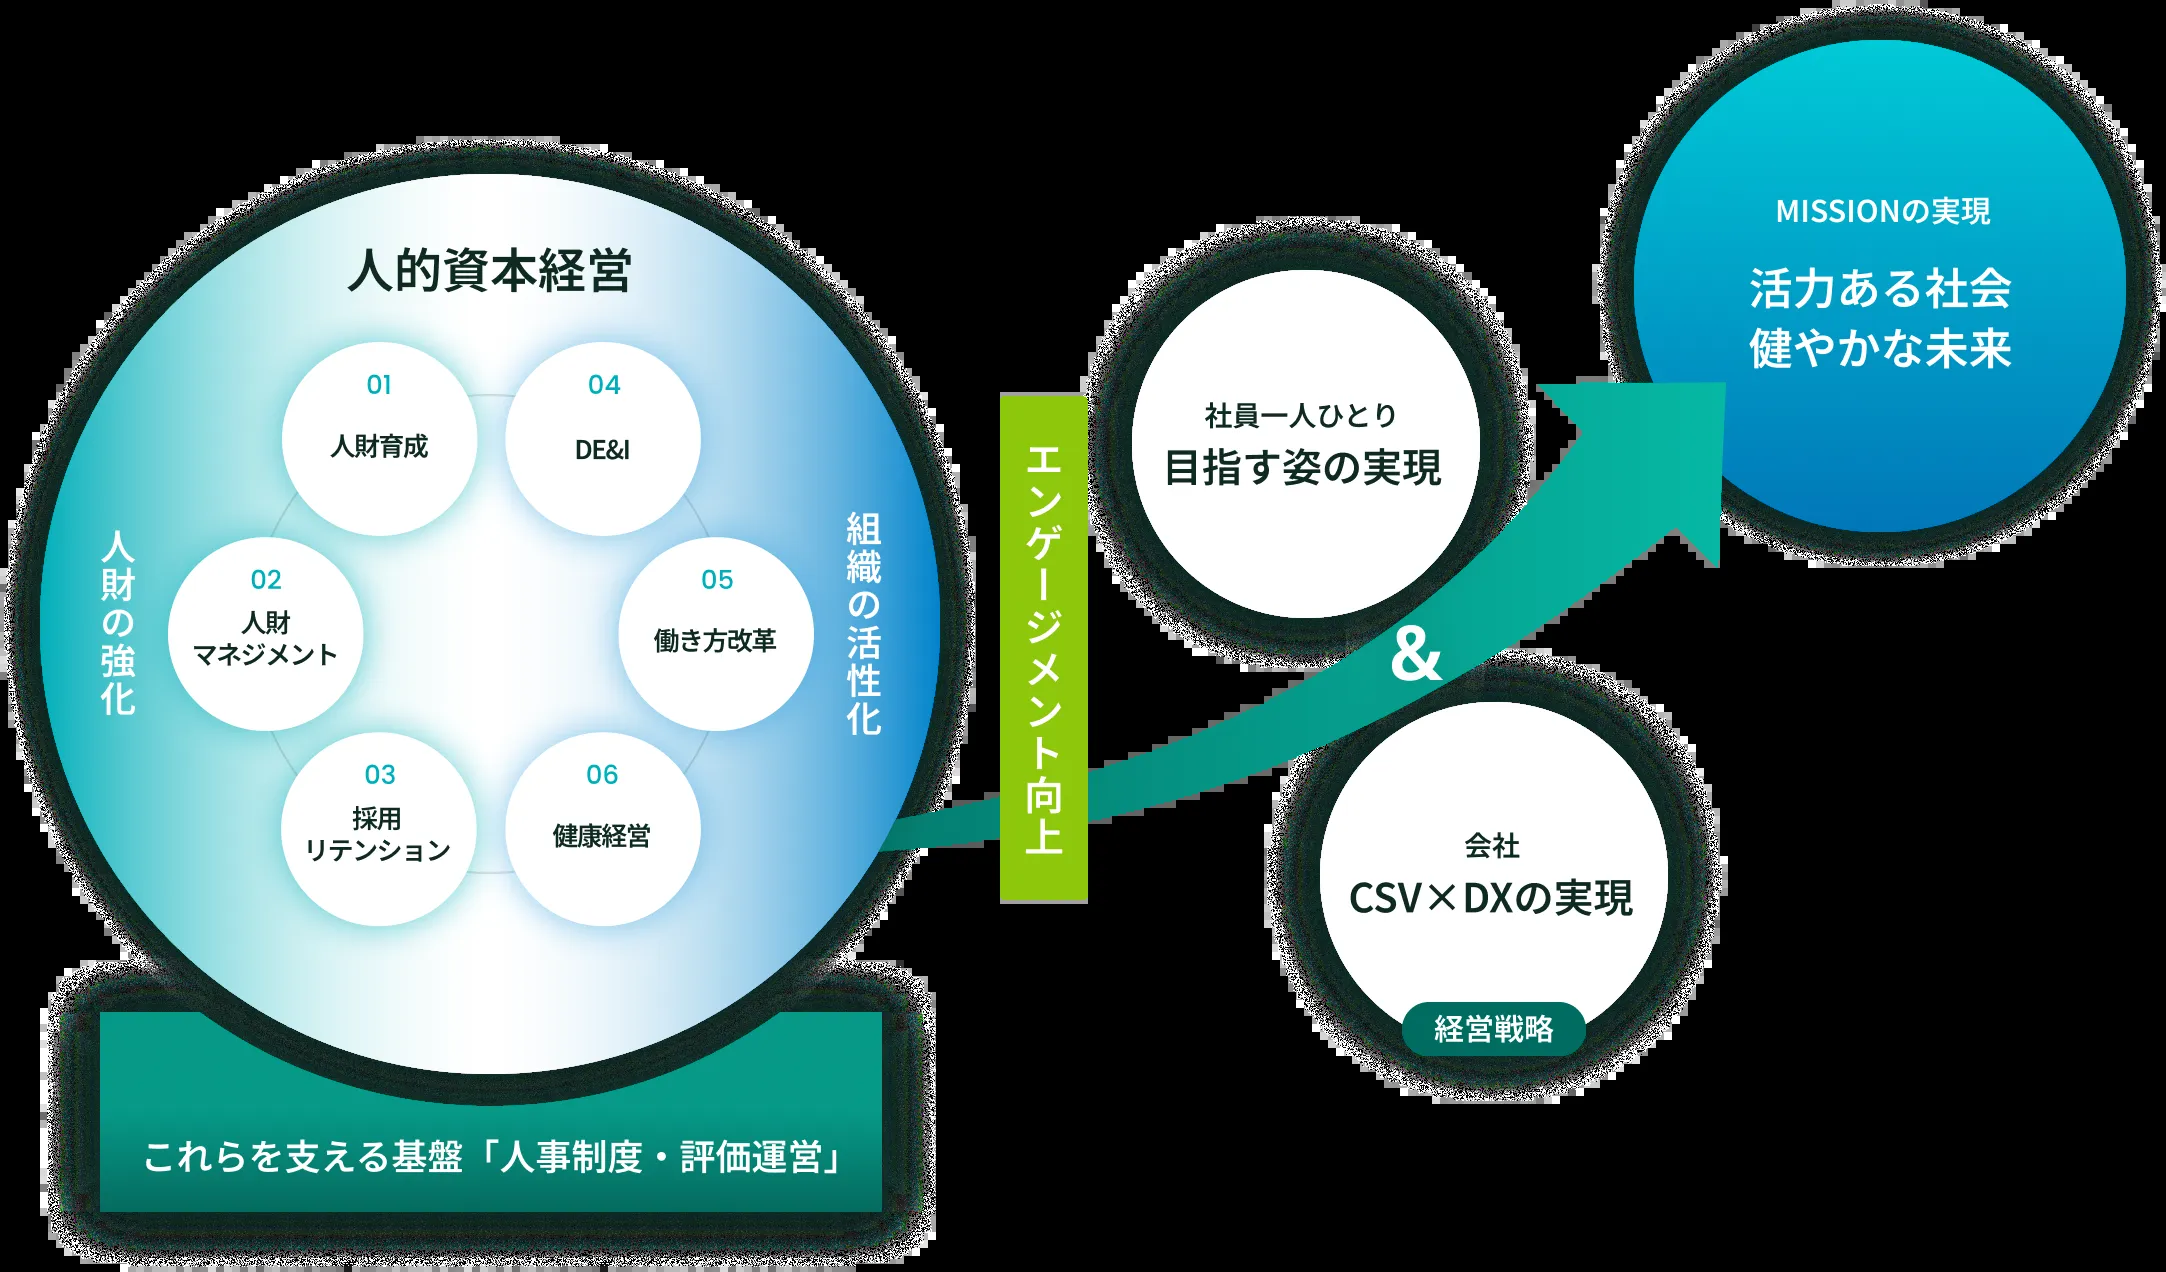 人的資本経営
人財の強化
01
人財育成
02
人財
マネジメント
03
採用
リテンション
04
DE&I
05
働き方改革
06
健康経営
組織の活性化
これらを支える基盤「人事制度・評価運営」
エンゲージメント向上
社員一人ひとり
目指す姿の実現
&
会社
CSV×DXの実現
経営戦略
MISSIONの実現
活力ある社会
健やかな未来